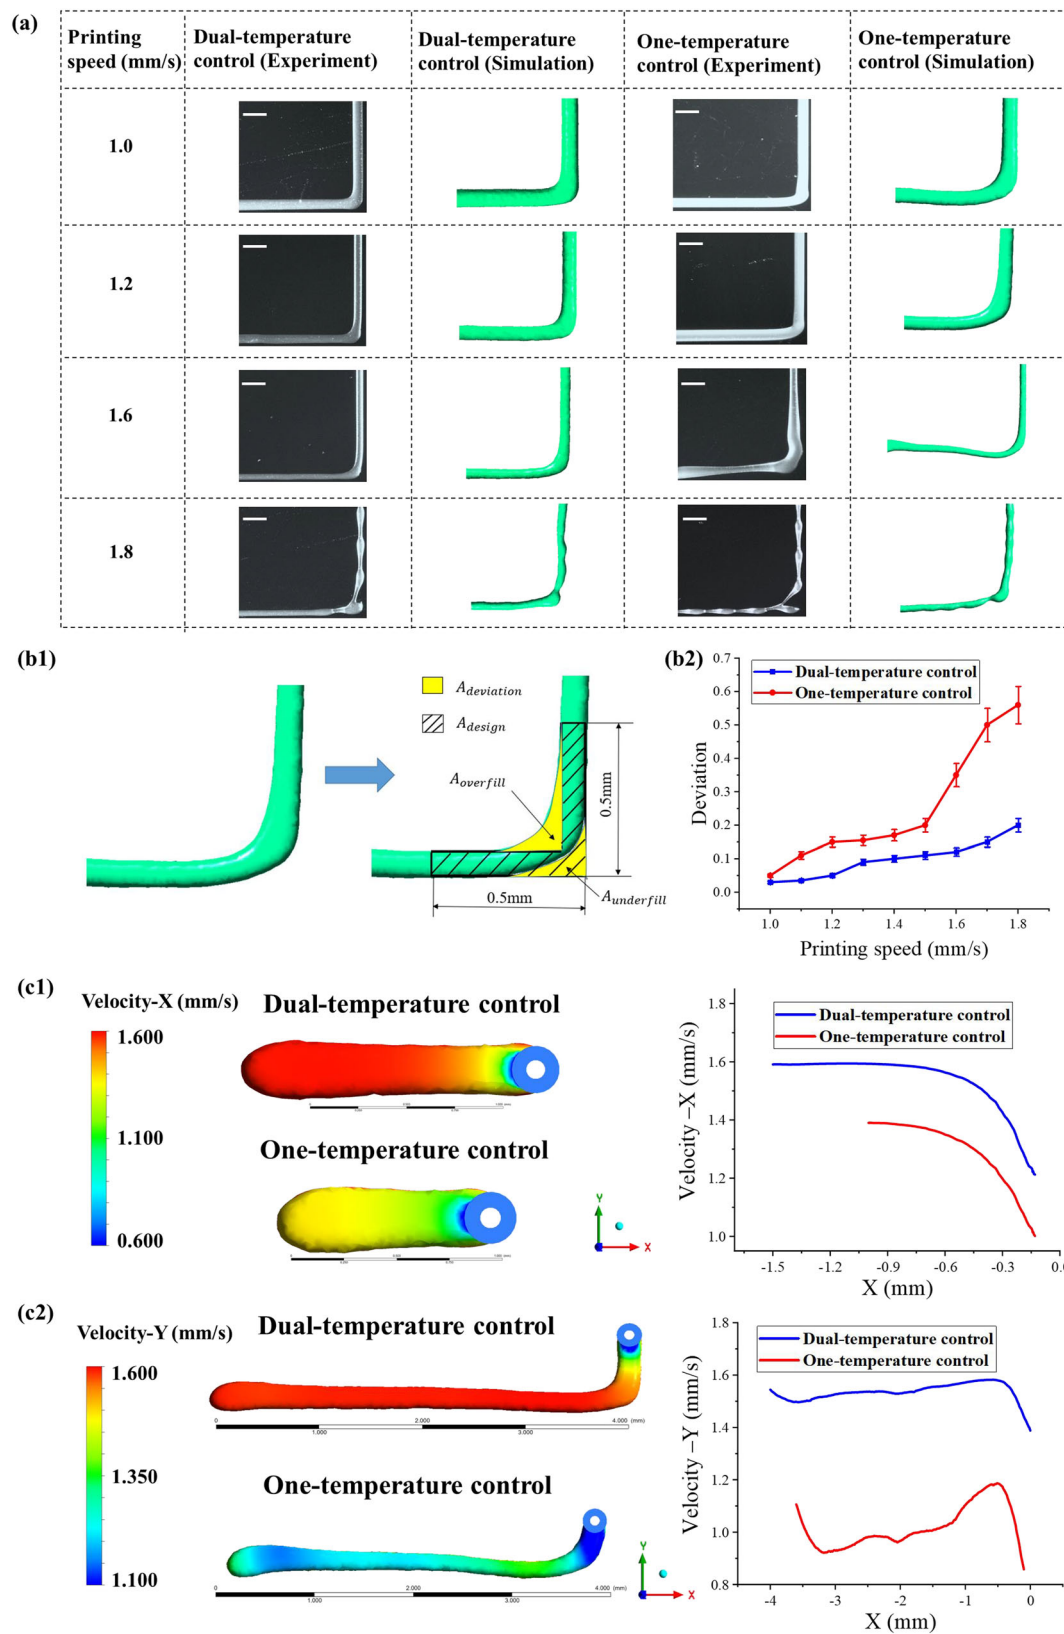 (a)
Printing speed (mm/s)
Dual-temperature control (Experiment)
Dual-temperature control (Simulation)
One-temperature control (Experiment)
One-temperature control (Simulation)
1.0
1.2
1.6
1.8
(b1)
A_deviation
A_design
A_overfill
0.5mm
0.5mm
A_underfill
(b2)
Dual-temperature control
One-temperature control
0.7
0.6
0.5
0.4
0.3
0.2
0.1
0.0
Deviation
1.0 1.2 1.4 1.6 1.8
Printing speed (mm/s)
(c1)
Velocity-X (mm/s)
1.600
1.100
0.600
Dual-temperature control
One-temperature control
Y
X
Dual-temperature control
One-temperature control
1.8
1.6
1.4
1.2
1.0
Velocity –X (mm/s)
-1.5 -1.2 -0.9 -0.6 -0.3 0.0
X (mm)
(c2)
Velocity-Y (mm/s)
1.600
1.350
1.100
Dual-temperature control
0 2.000 4.000 (mm)
1.000 3.000
One-temperature control
0 2.000 4.000 (mm)
1.000 3.000
Y
X
Dual-temperature control
One-temperature control
1.8
1.6
1.4
1.2
1.0
0.8
Velocity –Y (mm/s)
-4 -3 -2 -1 0
X (mm)